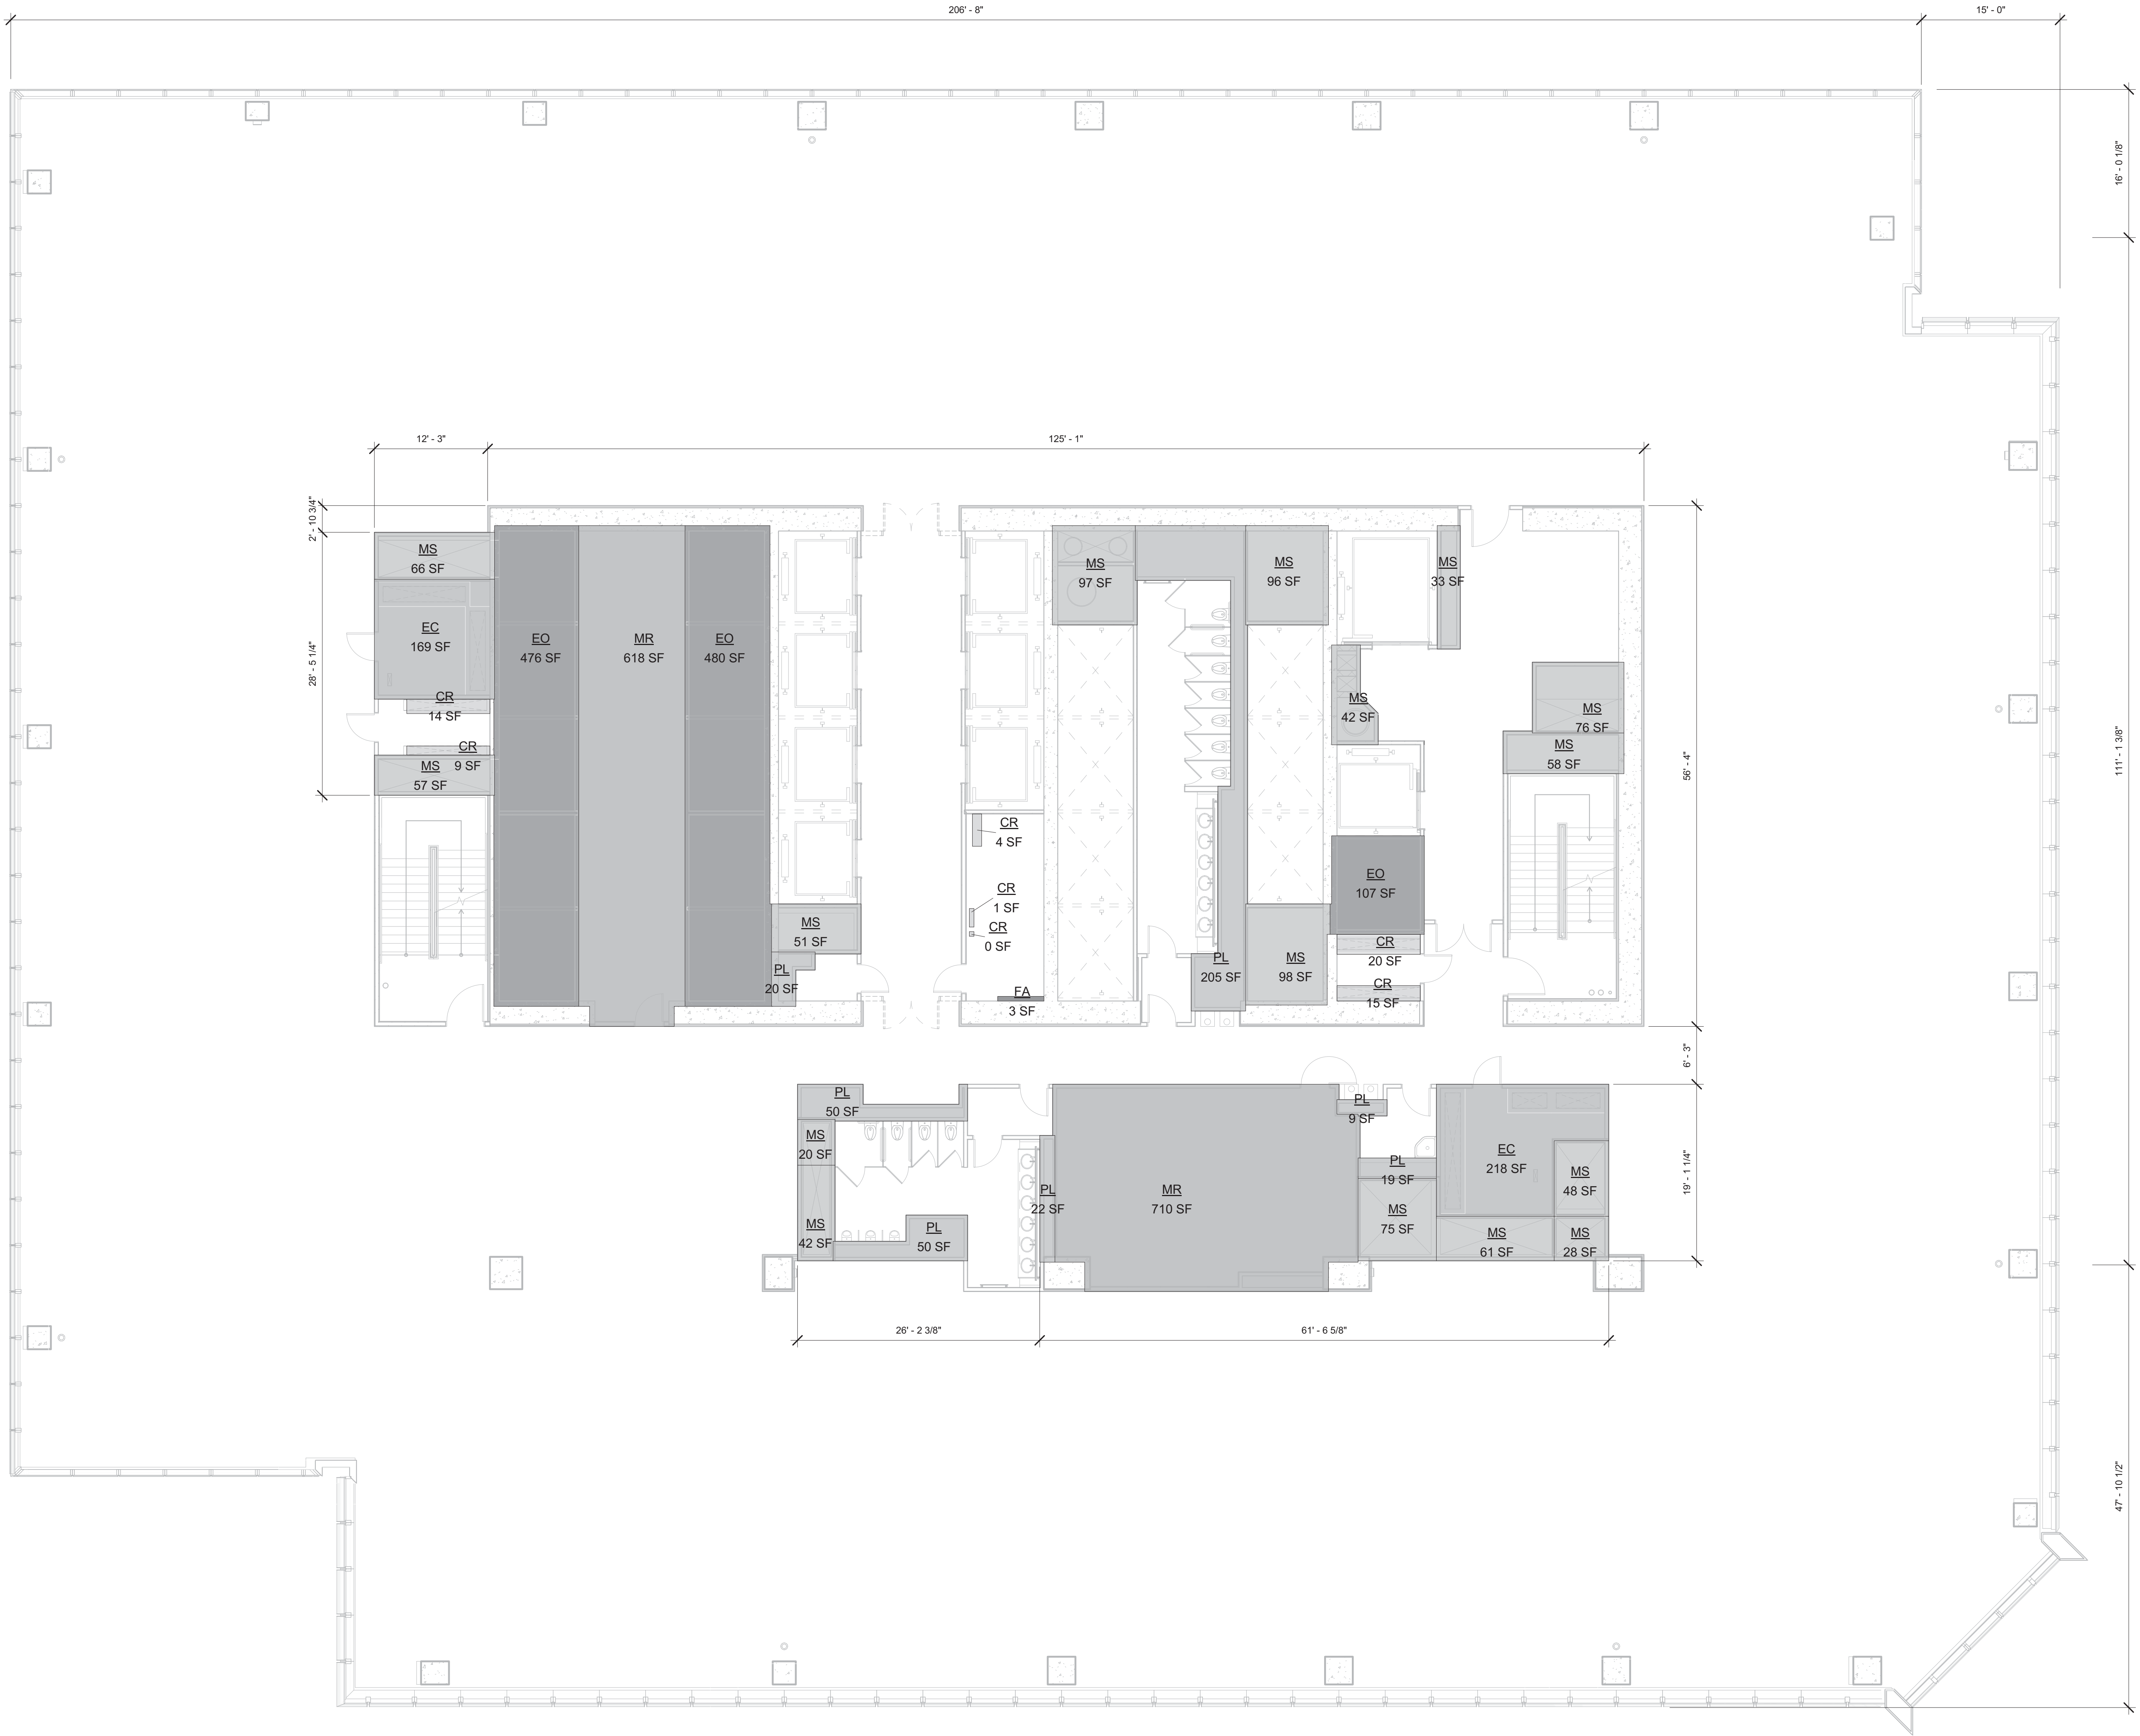 206' - 8"
15' - 0"
16' - 0 1/8"
111' - 1 3/8"
47' - 10 1/2"
12' - 3"
125' - 1"
2' - 10 3/4"
28' - 5 1/4"
56' - 4"
6' - 3"
19' - 1 1/4"
MS
66 SF
EC
169 SF
CR
14 SF
CR
9 SF
MS
57 SF
EO
476 SF
MR
618 SF
EO
480 SF
MS
51 SF
PL
20 SF
CR
4 SF
CR
1 SF
CR
0 SF
FA
3 SF
MS
97 SF
PL
205 SF
MS
96 SF
MS
98 SF
MS
33 SF
MS
42 SF
EO
107 SF
CR
20 SF
CR
15 SF
MS
76 SF
MS
58 SF
PL
50 SF
MS
20 SF
MS
42 SF
PL
50 SF
PL
22 SF
MR
710 SF
PL
9 SF
PL
19 SF
MS
75 SF
EC
218 SF
MS
48 SF
MS
61 SF
MS
28 SF
26' - 2 3/8"
61' - 6 5/8"